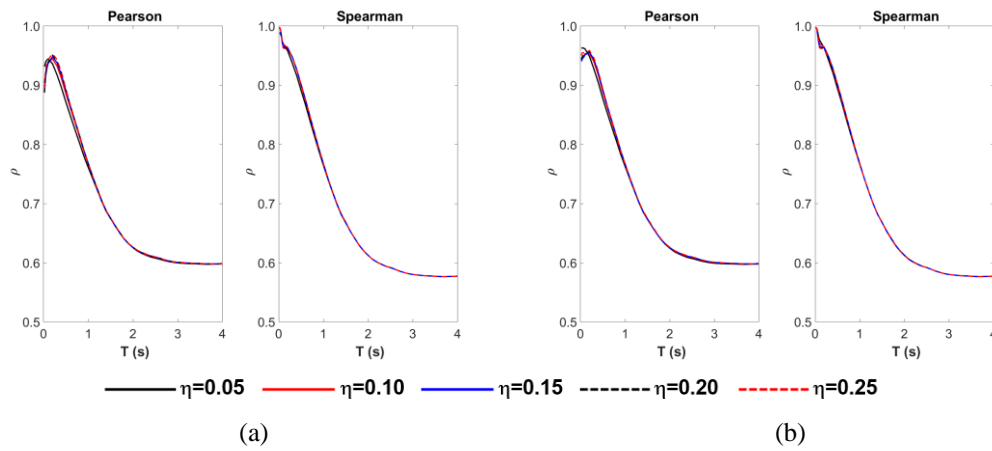 Pearson Spearman Pearson Spearman
1.0 1.0 1.0 1.0
0.9 0.9 0.9 0.9
0.8 0.8 0.8 0.8
ρ ρ ρ ρ
0.7 0.7 0.7 0.7
0.6 0.6 0.6 0.6
0.5 0.5 0.5 0.5
0 1 2 3 4 0 1 2 3 4 0 1 2 3 4 0 1 2 3 4
T (s) T (s) T (s) T (s)
η=0.05 η=0.10 η=0.15 η=0.20 η=0.25
(a) (b)